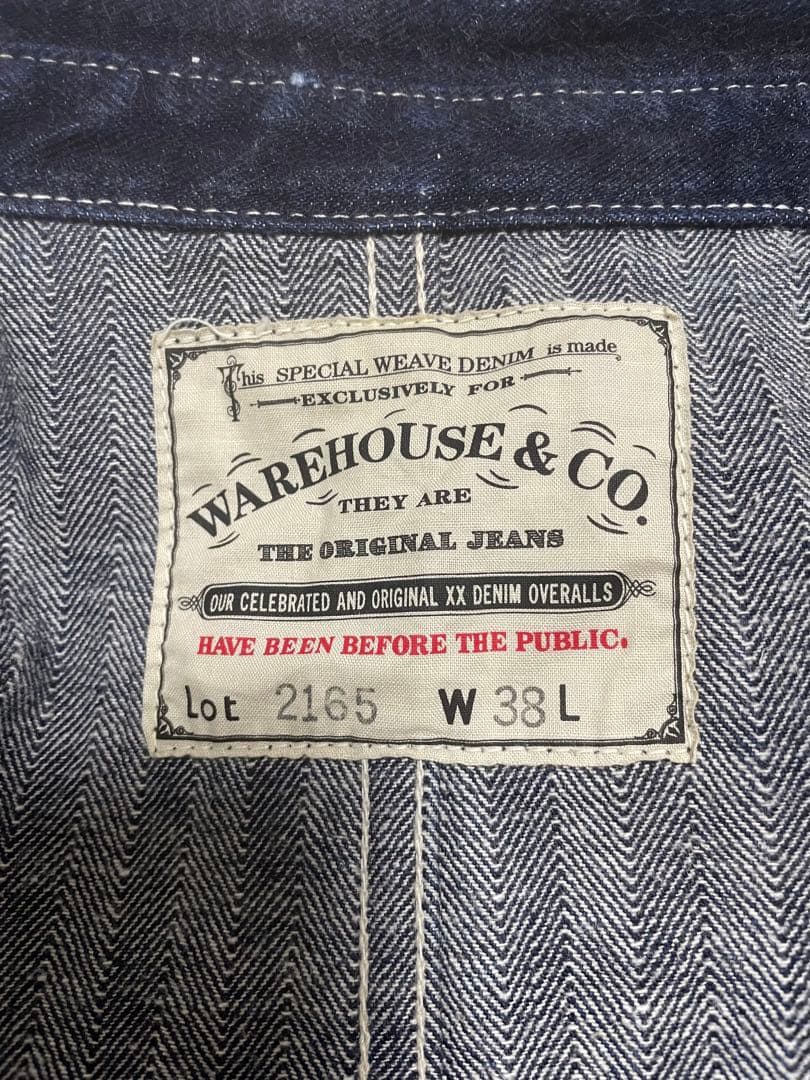 This SPECIAL WEAVE DENIM is made
EXCLUSIVELY FOR
WAREHOUSE & CO.
THEY ARE
THE ORIGINAL JEANS
OUR CELEBRATED AND ORIGINAL XX DENIM OVERALLS
HAVE BEEN BEFORE THE PUBLIC.
Lot 2165 W 38 L